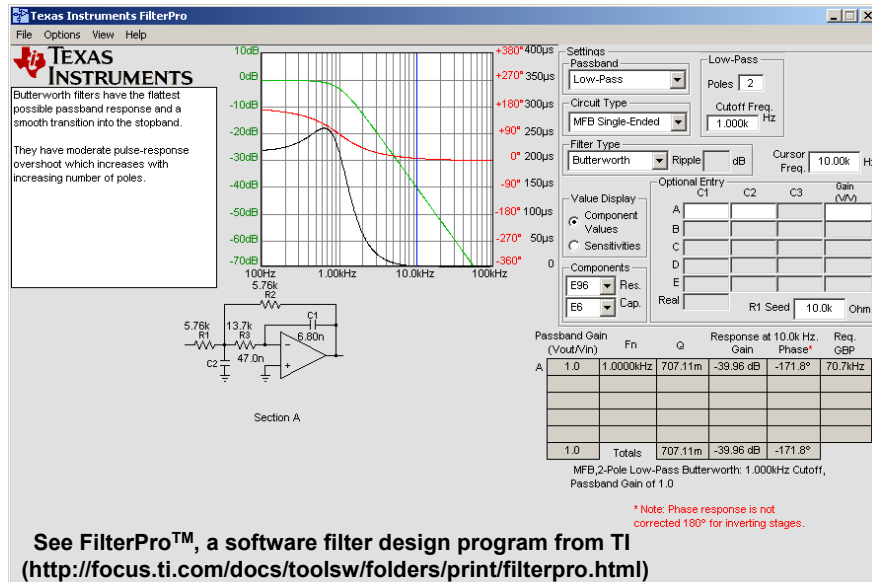 Texas Instruments FilterPro
File Options View Help
TEXAS
INSTRUMENTS
Butterworth filters have the flattest
possible passband response and a
smooth transition into the stopband.
They have moderate pulse-response
overshoot which increases with
increasing number of poles.
10dB
0dB
-10dB
-20dB
-30dB
-40dB
-50dB
-60dB
-70dB
100Hz 1.00kHz 10.0kHz 100kHz
+380° 400µs
+270° 350µs
+180° 300µs
+90° 250µs
0° 200µs
-90° 150µs
-180° 100µs
-270° 50µs
-360° 0
Settings
Passband
Low-Pass
Low-Pass
Poles 2
Circuit Type
MFB Single-Ended
Cutoff Freq.
1.000k Hz
Filter Type
Butterworth Ripple dB
Cursor
Freq. 10.00k Hz
Value Display
Component
Values
Sensitivities
Components
E96 Res.
E6 Cap.
Optional Entry
C1 C2 C3 Gain
(V/V)
A
B
C
D
E
Real
R1 Seed 10.0k Ohm
5.76k
R2
5.76k
R1
13.7k
R3
C1
6.80n
C2
47.0n
−
+
Section A
Passband Gain
(Vout/Vin)
Fn Q
Response at 10.0k Hz.
Gain Phase*
Req.
GBP
A 1.0 1.0000kHz 707.11m -39.96 dB -171.8° 70.7kHz
1.0 Totals 707.11m -39.96 dB -171.8°
MFB,2-Pole Low-Pass Butterworth: 1.000kHz Cutoff,
Passband Gain of 1.0
* Note: Phase response is not
corrected 180° for inverting stages.
See FilterPro™, a software filter design program from TI
(http://focus.ti.com/docs/toolsw/folders/print/filterpro.html)